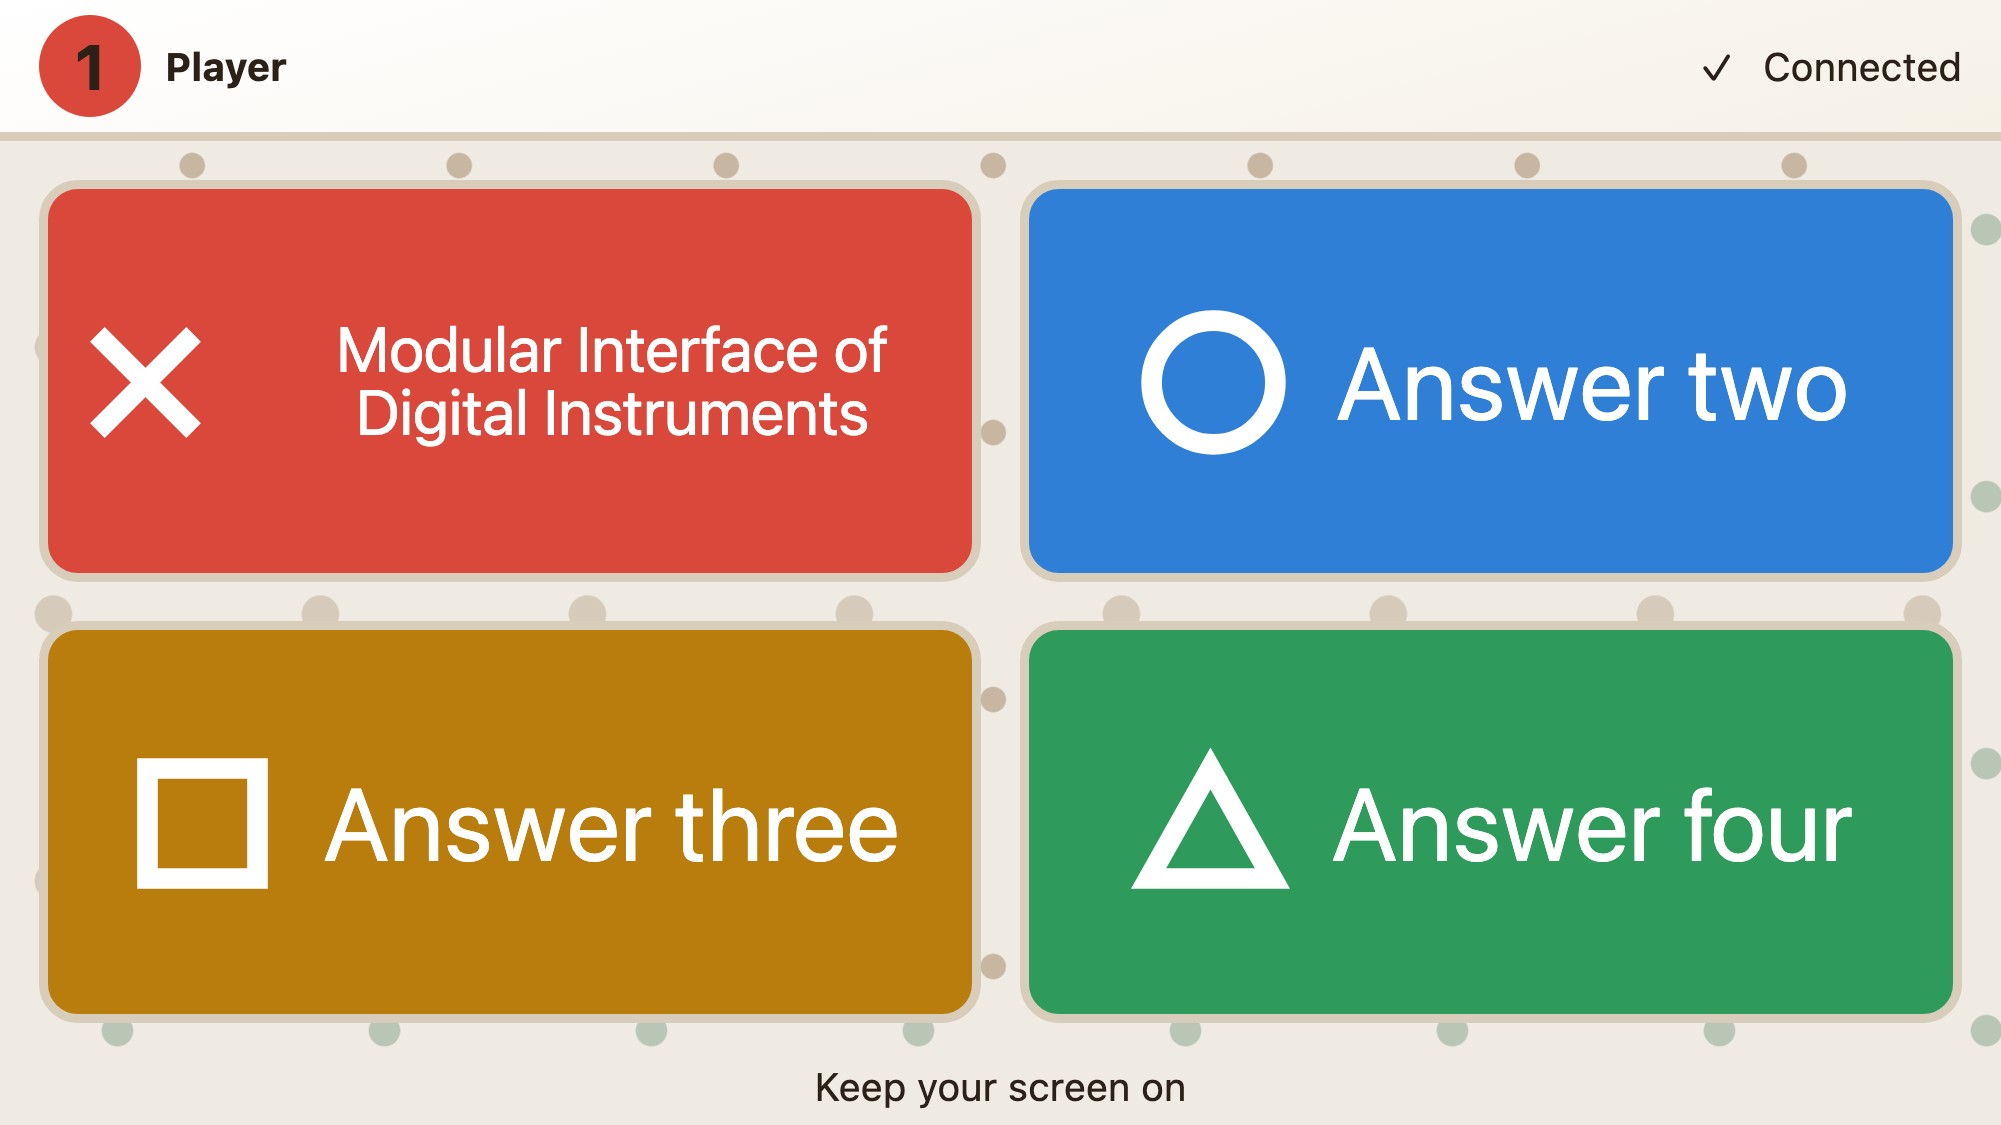 1
Player
✓ Connected
Modular Interface of
Digital Instruments
Answer two
Answer three
Answer four
Keep your screen on